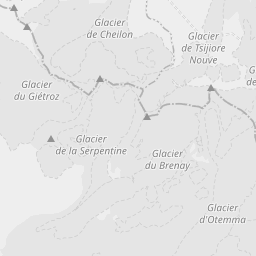 Glacier
de Cheilon
Glacier
de Tsijiore
Nouve
Glacier
du Giétroz
Glacier
de la Serpentine
Glacier
du Brenay
Glacier
d'Otemma